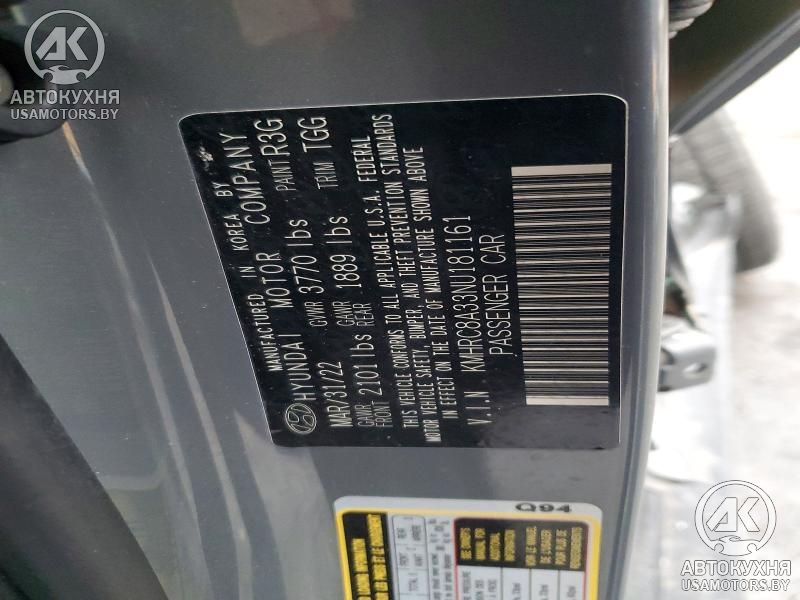 АВТОКУХНЯ
USAMOTORS.BY
MANUFACTURED IN KOREA BY
HYUNDAI MOTOR COMPANY
MAR/31/22 GVWR 3770 lbs PAINT R3G
GAWR FRONT 2101 lbs GAWR REAR 1889 lbs TRIM TGG
THIS VEHICLE CONFORMS TO ALL APPLICABLE U.S.A. FEDERAL
MOTOR VEHICLE SAFETY, BUMPER, AND THEFT PREVENTION STANDARDS
IN EFFECT ON THE DATE OF MANUFACTURE SHOWN ABOVE
V.I.N KMHRC8A33NU181161
PASSENGER CAR
Q94
АВТОКУХНЯ
USAMOTORS.BY